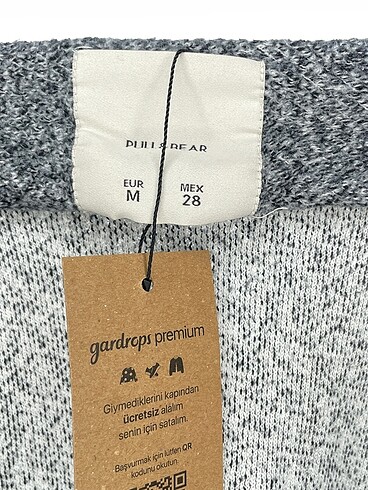 PULL&BEAR
EUR MEX
M 28
gardrops premium
Giymediklerini kapından
ücretsiz alalım
senin için satalım.
Başvurmak için lütfen QR
kodunu okutun.